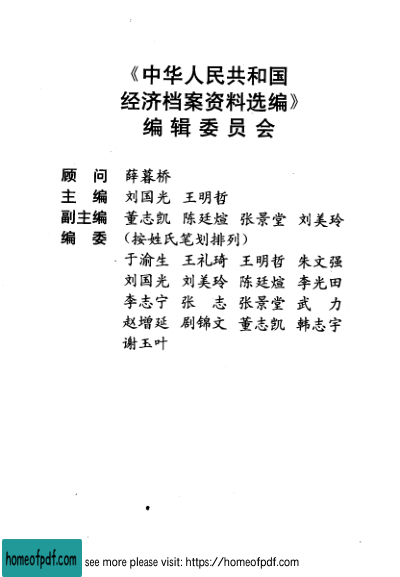 《中华人民共和国
经济档案资料选编》
编辑委员会
顾 问 薛暮桥
主 编 刘国光 王明哲
副主编 董志凯 陈廷煊 张景堂 刘美玲
编 委 (按姓氏笔划排列)
于渝生 王礼琦 王明哲 朱文强
刘国光 刘美玲 陈廷煊 李光田
李志宁 张 志 张景堂 武 力
赵增延 剧锦文 董志凯 韩志宇
谢玉叶
homeofpdf.com see more please visit: https://homeofpdf.com